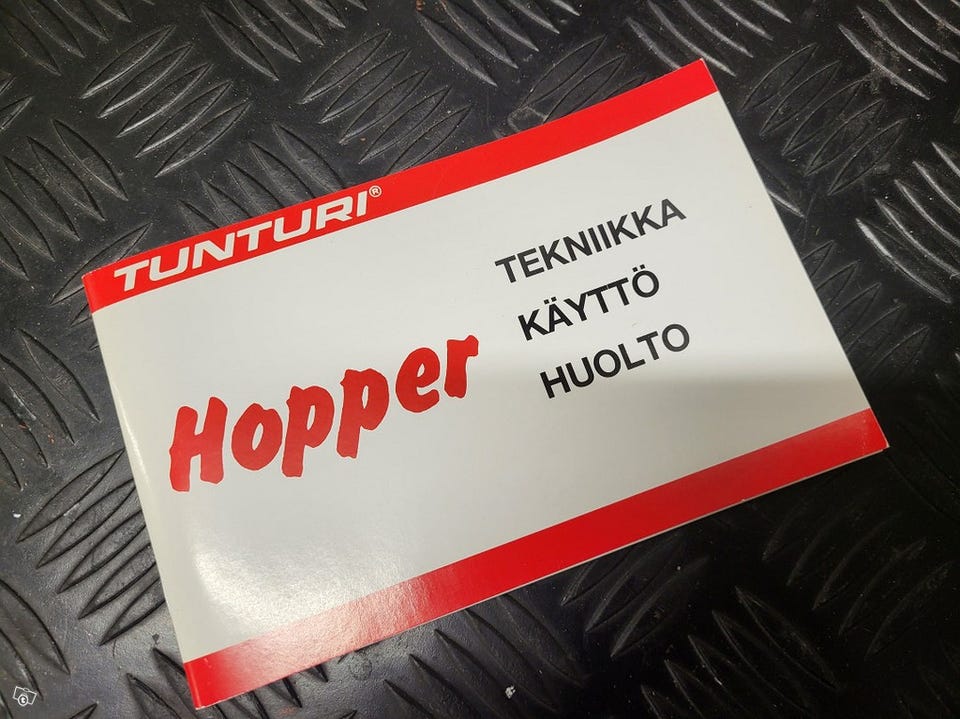 TUNTURI®
Hopper
TEKNIIKKA
KÄYTTÖ
HUOLTO